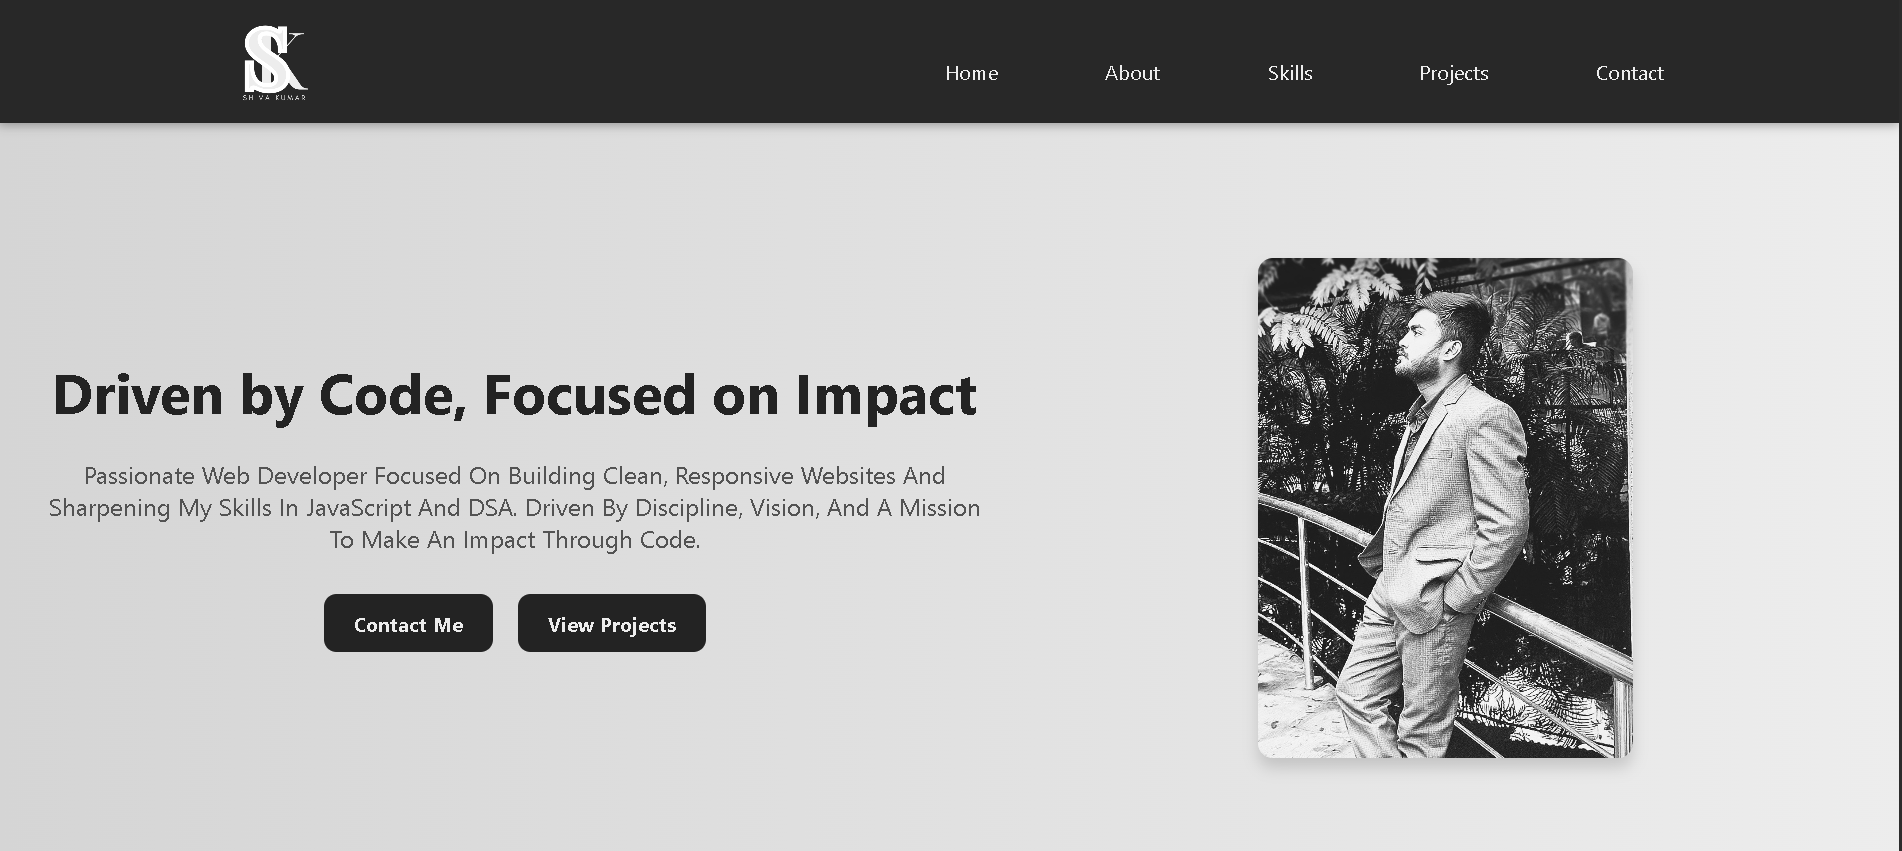 SK
SHIVA KUMAR
Home About Skills Projects Contact
Driven by Code, Focused on Impact
Passionate Web Developer Focused On Building Clean, Responsive Websites And
Sharpening My Skills In JavaScript And DSA. Driven By Discipline, Vision, And A Mission
To Make An Impact Through Code.
Contact Me View Projects